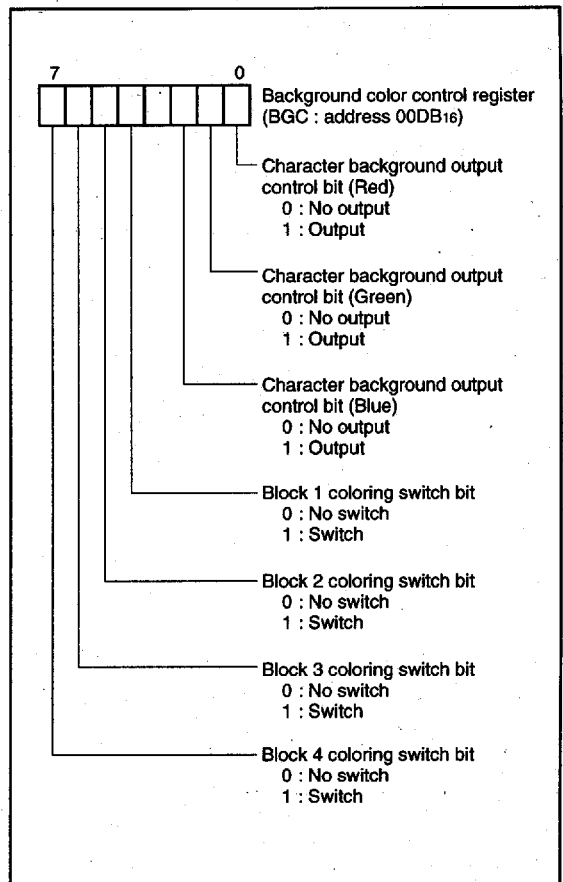 7 0
Background color control register
(BGC : address 00DB16)
Character background output
control bit (Red)
0 : No output
1 : Output
Character background output
control bit (Green)
0 : No output
1 : Output
Character background output
control bit (Blue)
0 : No output
1 : Output
Block 1 coloring switch bit
0 : No switch
1 : Switch
Block 2 coloring switch bit
0 : No switch
1 : Switch
Block 3 coloring switch bit
0 : No switch
1 : Switch
Block 4 coloring switch bit
0 : No switch
1 : Switch